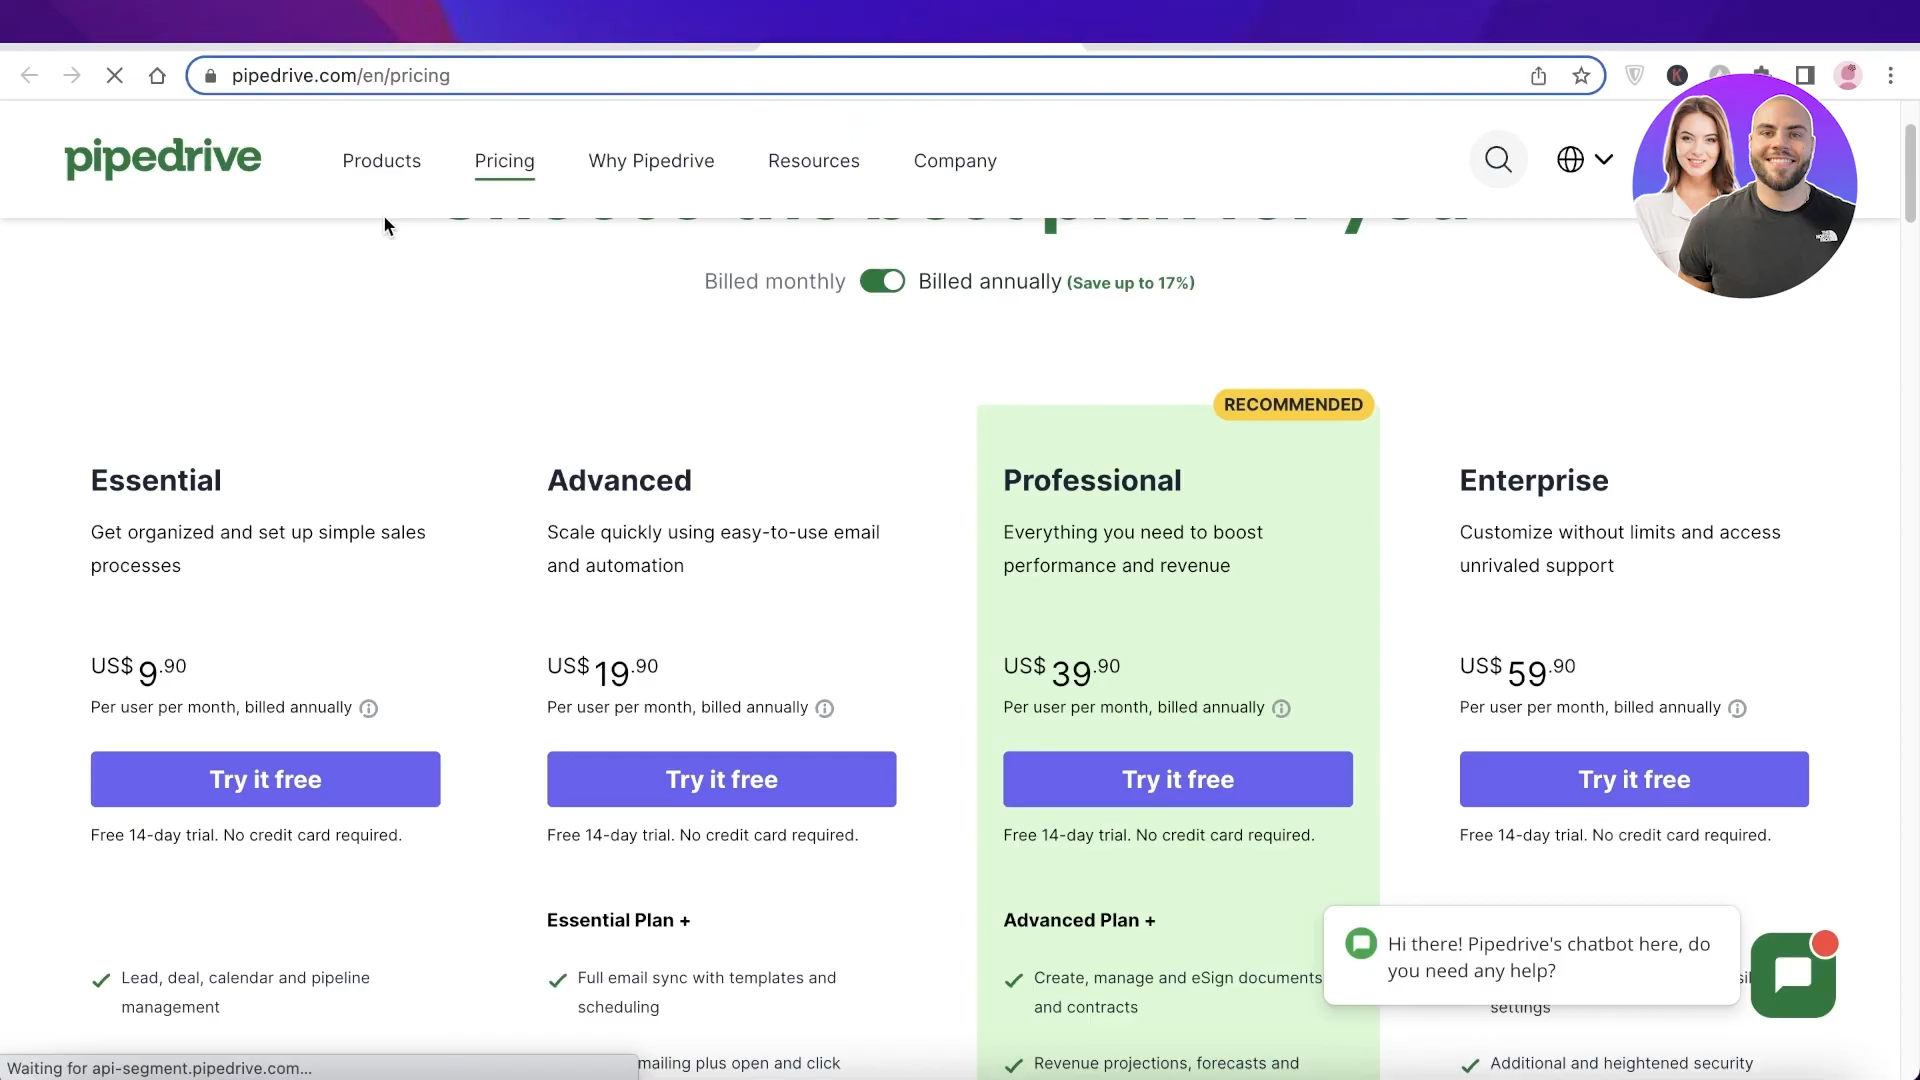 pipedrive.com/en/pricing
K
pipedrive
Products
Pricing
Why Pipedrive
Resources
Company
Choose the best plan for you
Billed monthly
Billed annually (Save up to 17%)
RECOMMENDED
Essential
Get organized and set up simple sales
processes
US$ 9.90
Per user per month, billed annually
Try it free
Free 14-day trial. No credit card required.
Lead, deal, calendar and pipeline
management
Advanced
Scale quickly using easy-to-use email
and automation
US$ 19.90
Per user per month, billed annually
Try it free
Free 14-day trial. No credit card required.
Essential Plan +
Full email sync with templates and
scheduling
mailing plus open and click
Professional
Everything you need to boost
performance and revenue
US$ 39.90
Per user per month, billed annually
Try it free
Free 14-day trial. No credit card required.
Advanced Plan +
Create, manage and eSign documents
and contracts
Revenue projections, forecasts and
Enterprise
Customize without limits and access
unrivaled support
US$ 59.90
Per user per month, billed annually
Try it free
Free 14-day trial. No credit card required.
settings
Additional and heightened security
Hi there! Pipedrive's chatbot here, do
you need any help?
Waiting for api-segment.pipedrive.com...